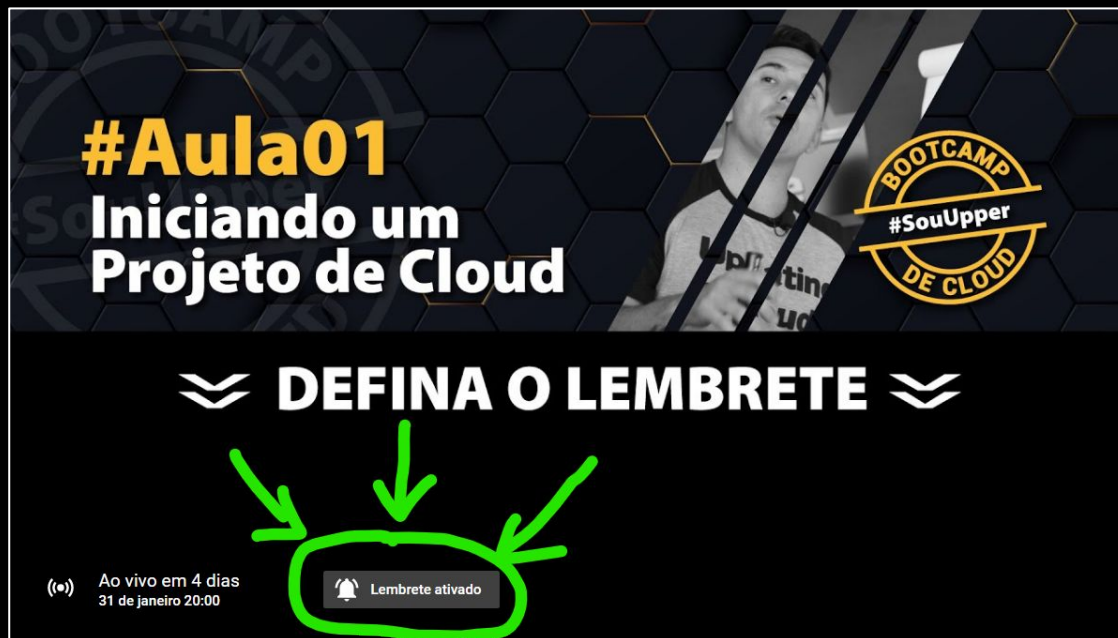 #Aula01
Iniciando um
Projeto de Cloud
BOOTCAMP
#SouUpper
DE CLOUD
DEFINA O LEMBRETE
Ao vivo em 4 dias
31 de janeiro 20:00
Lembrete ativado